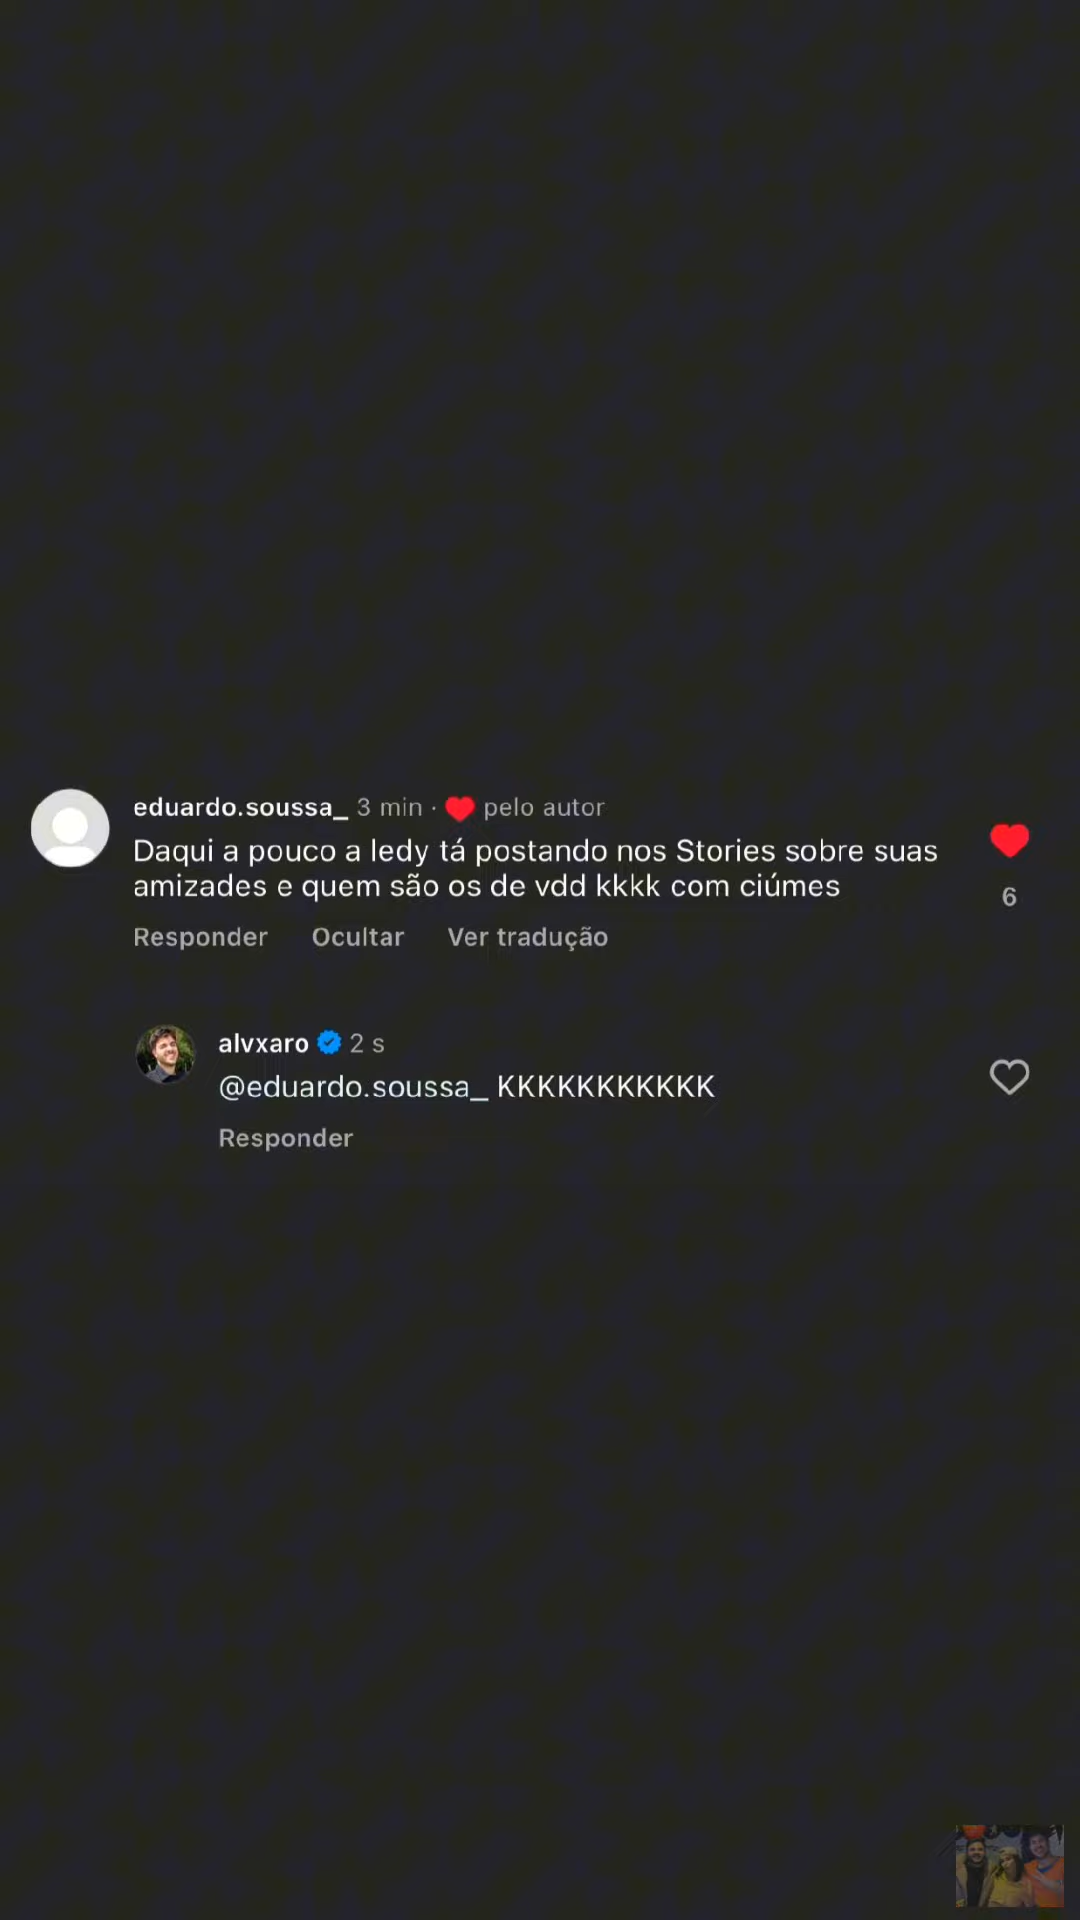 eduardo.soussa_ 3 min · ❤️ pelo autor
Daqui a pouco a ledy tá postando nos Stories sobre suas
amizades e quem são os de vdd kkkk com ciúmes
6
Responder Ocultar Ver tradução
alvxaro 2 s
@eduardo.soussa_ KKKKKKKKKKK
Responder